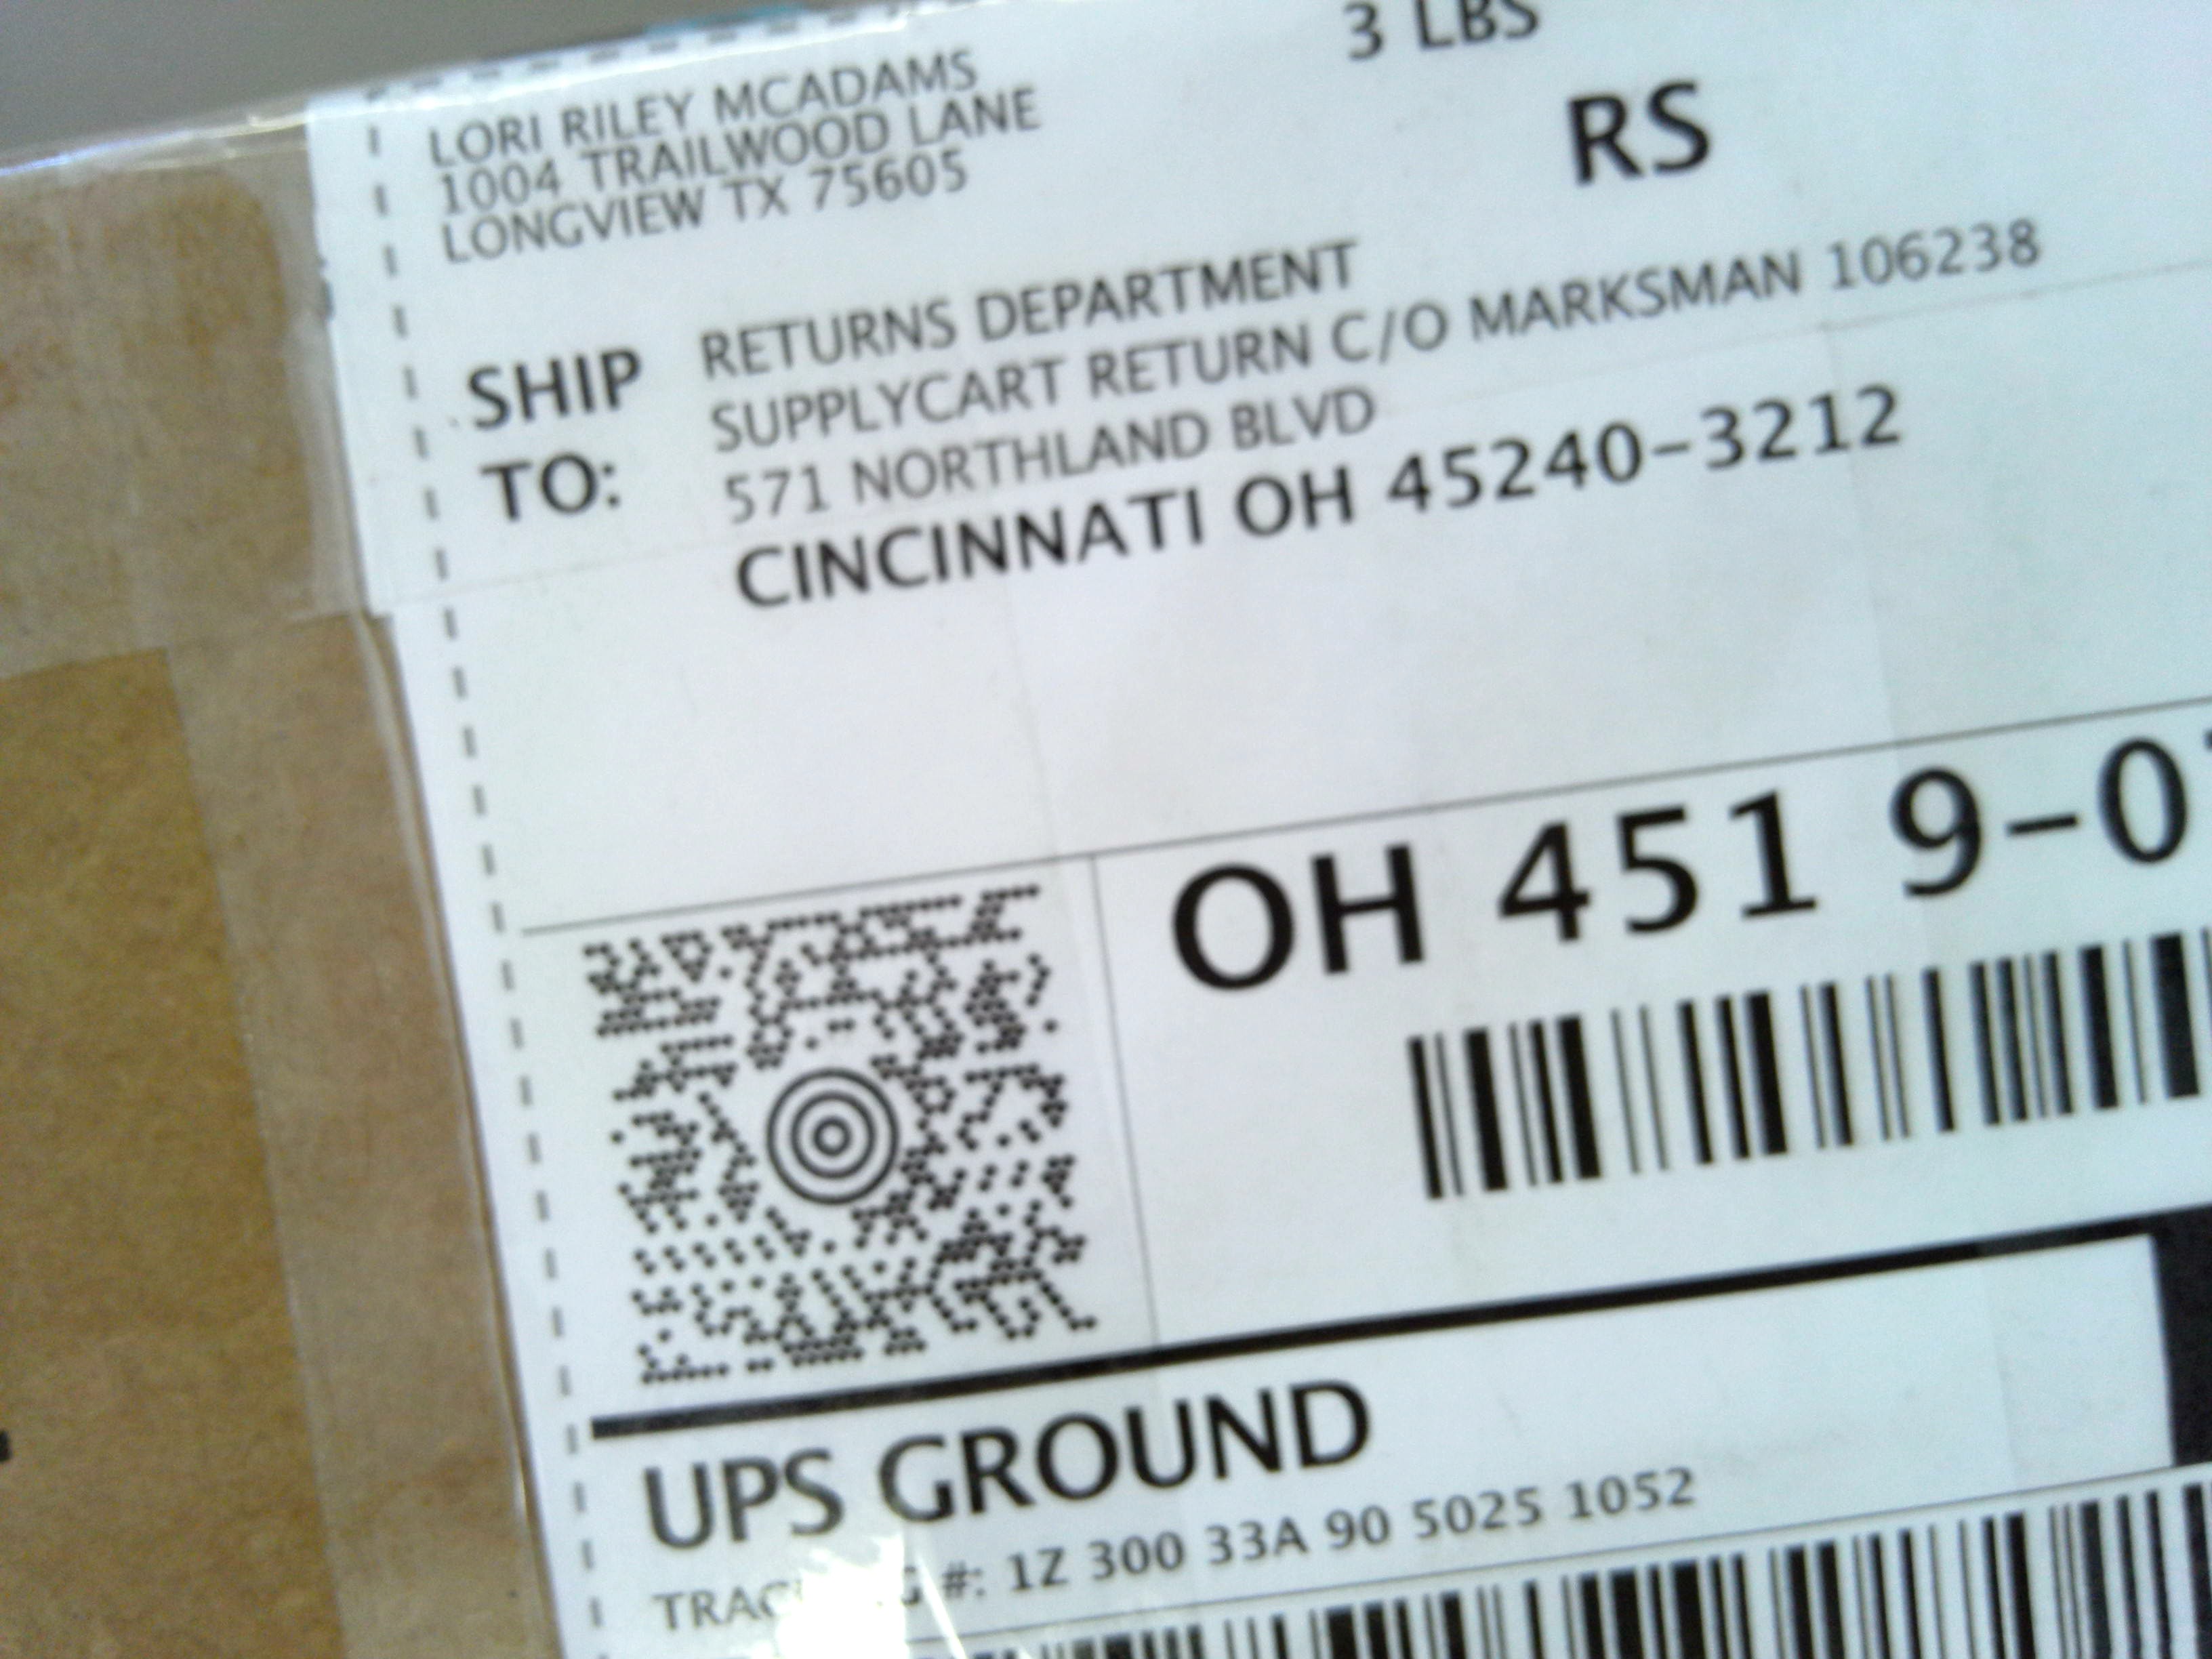 3 LBS
RS
LORI RILEY MCADAMS
1004 TRAILWOOD LANE
LONGVIEW TX 75605
SHIP TO:
RETURNS DEPARTMENT
SUPPLYCART RETURN C/O MARKSMAN 106238
571 NORTHLAND BLVD
CINCINNATI OH 45240-3212
OH 451 9-0
UPS GROUND
#: 1Z 300 33A 90 5025 1052